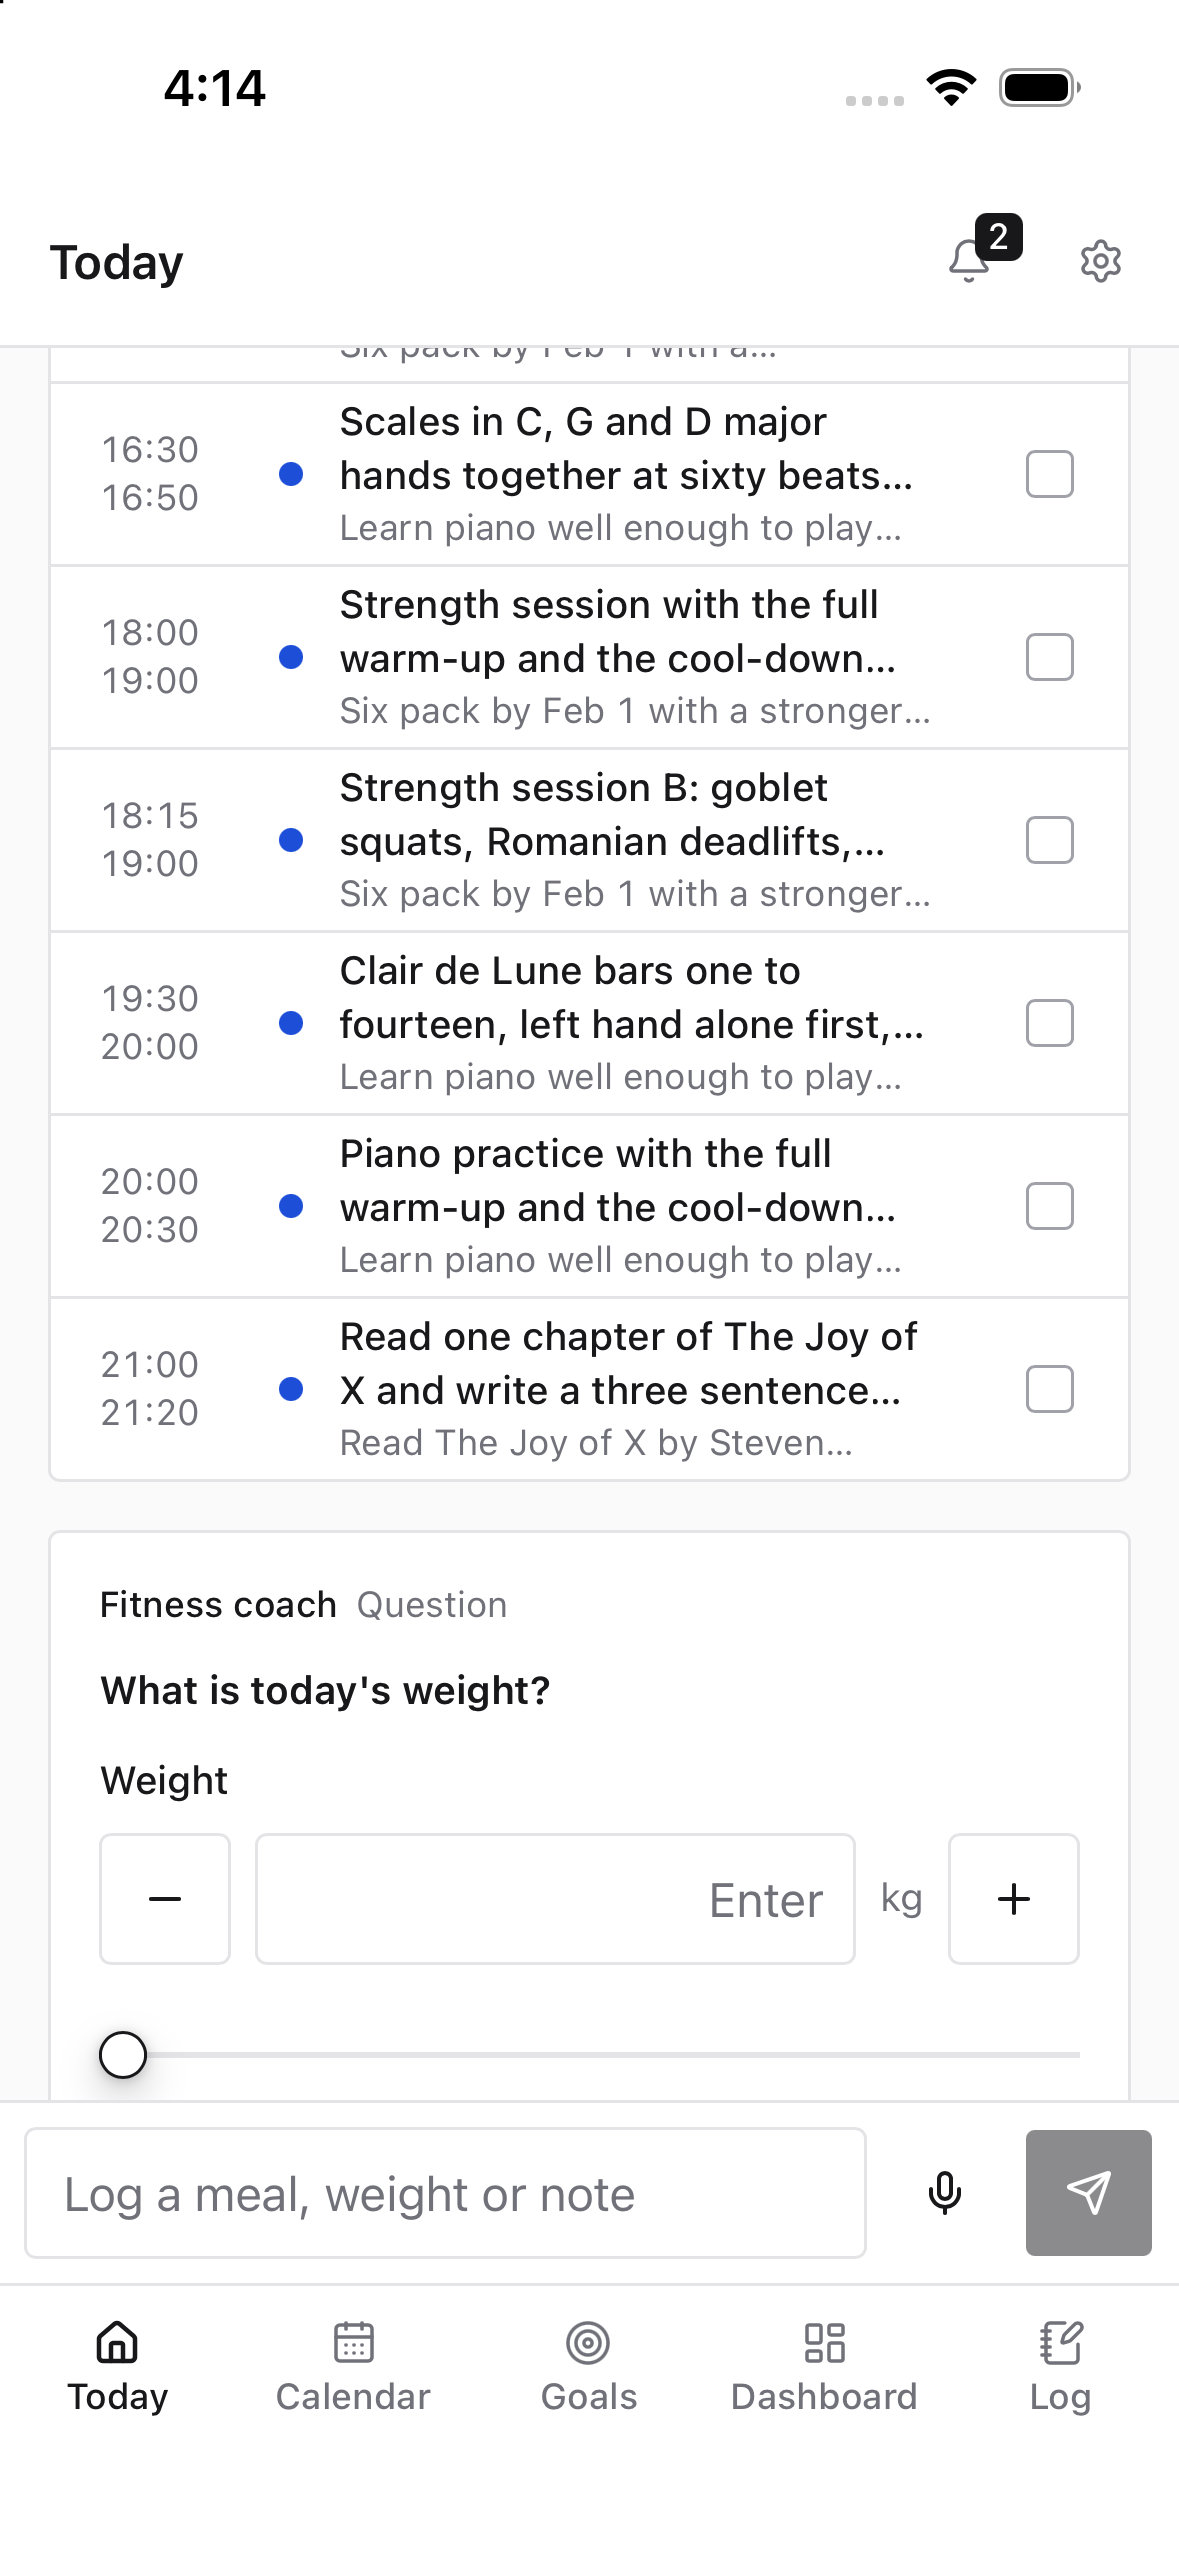 4:14
Today
2
Six pack by Feb 1 with a...
16:30
16:50
Scales in C, G and D major
hands together at sixty beats...
Learn piano well enough to play...
18:00
19:00
Strength session with the full
warm-up and the cool-down...
Six pack by Feb 1 with a stronger...
18:15
19:00
Strength session B: goblet
squats, Romanian deadlifts,...
Six pack by Feb 1 with a stronger...
19:30
20:00
Clair de Lune bars one to
fourteen, left hand alone first,...
Learn piano well enough to play...
20:00
20:30
Piano practice with the full
warm-up and the cool-down...
Learn piano well enough to play...
21:00
21:20
Read one chapter of The Joy of
X and write a three sentence...
Read The Joy of X by Steven...
Fitness coach Question
What is today's weight?
Weight
Enter kg
Log a meal, weight or note
Today Calendar Goals Dashboard Log